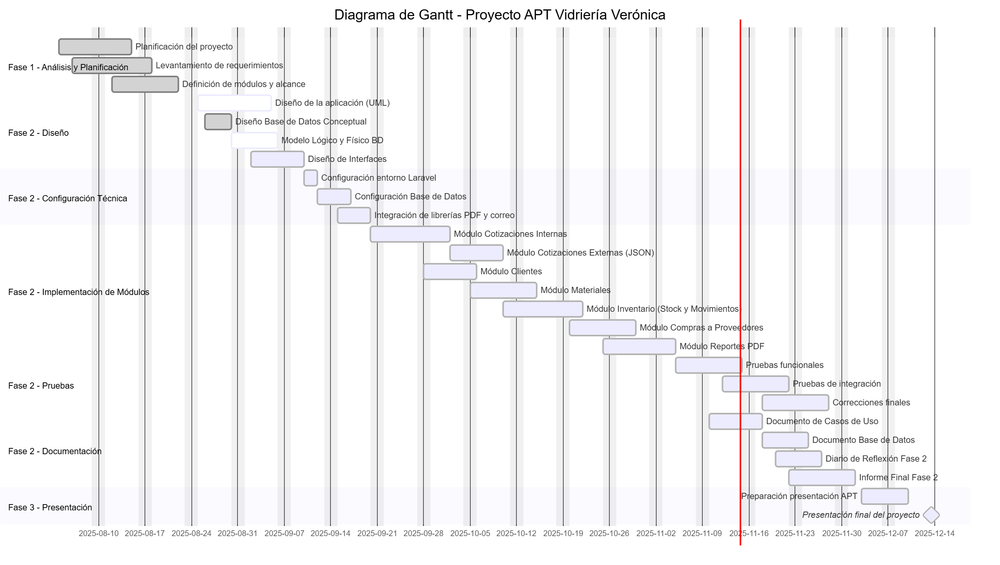 Diagrama de Gantt - Proyecto APT Vidriería Verónica
Planificación del proyecto
Fase 1 - Análisis y Planificación
Levantamiento de requerimientos
Definición de módulos y alcance
Diseño de la aplicación (UML)
Diseño Base de Datos Conceptual
Fase 2 - Diseño
Modelo Lógico y Físico BD
Diseño de Interfaces
Configuración entorno Laravel
Fase 2 - Configuración Técnica
Configuración Base de Datos
Integración de librerías PDF y correo
Módulo Cotizaciones Internas
Módulo Cotizaciones Externas (JSON)
Módulo Clientes
Fase 2 - Implementación de Módulos
Módulo Materiales
Módulo Inventario (Stock y Movimientos)
Módulo Compras a Proveedores
Módulo Reportes PDF
Pruebas funcionales
Fase 2 - Pruebas
Pruebas de integración
Correcciones finales
Documento de Casos de Uso
Documento Base de Datos
Fase 2 - Documentación
Diario de Reflexión Fase 2
Informe Final Fase 2
Preparación presentación APT
Fase 3 - Presentación
Presentación final del proyecto
2025-08-10 2025-08-17 2025-08-24 2025-08-31 2025-09-07 2025-09-14 2025-09-21 2025-09-28 2025-10-05 2025-10-12 2025-10-19 2025-10-26 2025-11-02 2025-11-09 2025-11-16 2025-11-23 2025-11-30 2025-12-07 2025-12-14